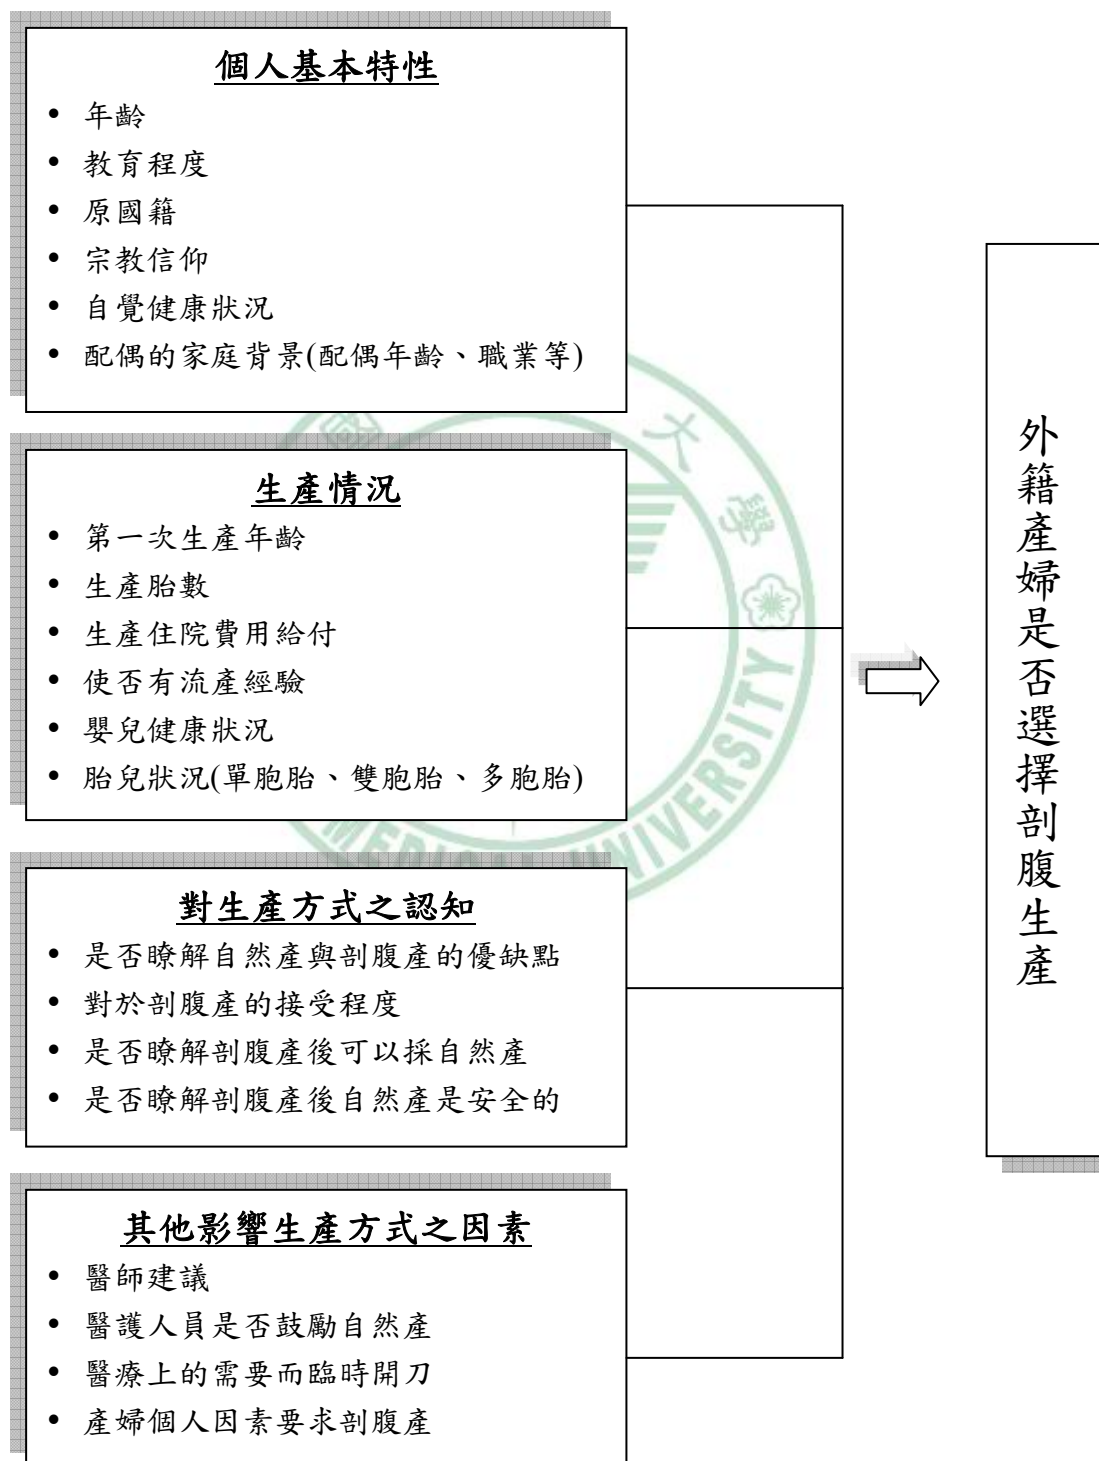 個人基本特性
• 年齡
• 教育程度
• 原國籍
• 宗教信仰
• 自覺健康狀況
• 配偶的家庭背景(配偶年齡、職業等)
生產情況
• 第一次生產年齡
• 生產胎數
• 生產住院費用給付
• 使否有流產經驗
• 嬰兒健康狀況
• 胎兒狀況(單胞胎、雙胞胎、多胞胎)
對生產方式之認知
• 是否瞭解自然產與剖腹產的優缺點
• 對於剖腹產的接受程度
• 是否瞭解剖腹產後可以採自然產
• 是否瞭解剖腹產後自然產是安全的
其他影響生產方式之因素
• 醫師建議
• 醫護人員是否鼓勵自然產
• 醫療上的需要而臨時開刀
• 產婦個人因素要求剖腹產
外籍產婦是否選擇剖腹生產
國 大學
MEDICAL UNIVERSITY